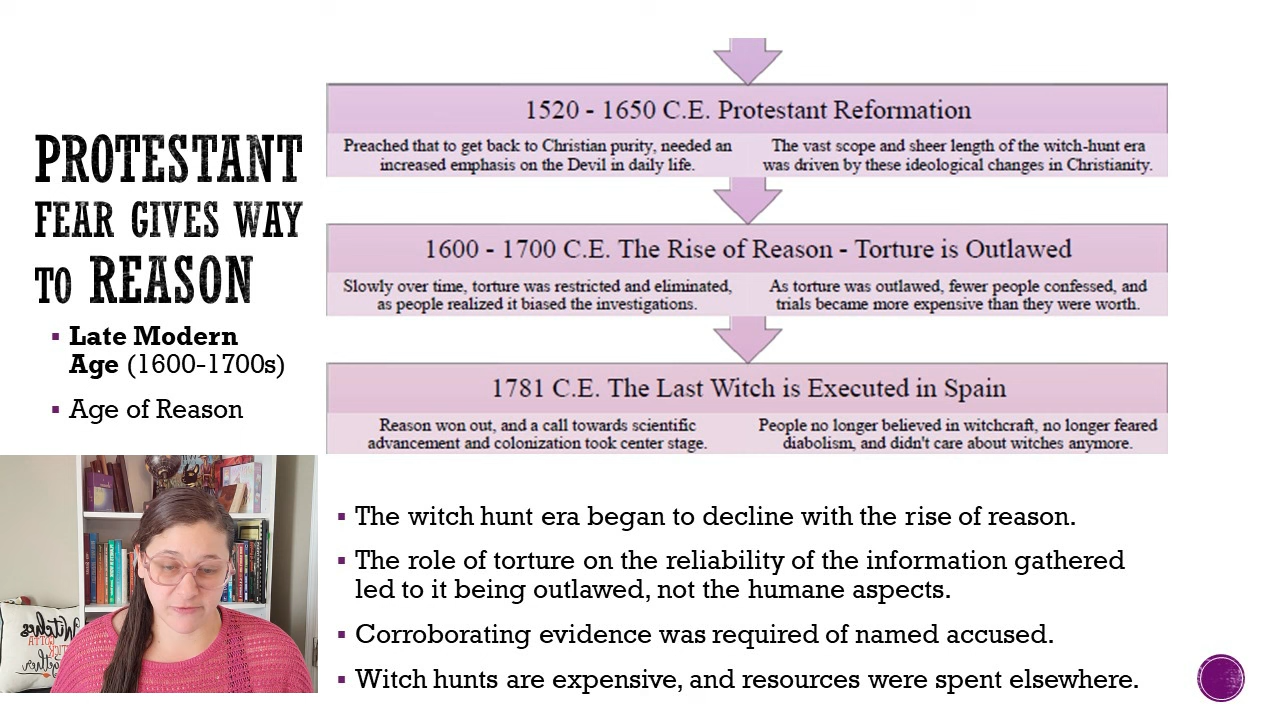 PROTESTANT
FEAR GIVES WAY
TO REASON
▪ Late Modern
Age (1600-1700s)
▪ Age of Reason
1520 - 1650 C.E. Protestant Reformation
Preached that to get back to Christian purity, needed an
increased emphasis on the Devil in daily life.
The vast scope and sheer length of the witch-hunt era
was driven by these ideological changes in Christianity.
1600 - 1700 C.E. The Rise of Reason - Torture is Outlawed
Slowly over time, torture was restricted and eliminated,
as people realized it biased the investigations.
As torture was outlawed, fewer people confessed, and
trials became more expensive than they were worth.
1781 C.E. The Last Witch is Executed in Spain
Reason won out, and a call towards scientific
advancement and colonization took center stage.
People no longer believed in witchcraft, no longer feared
diabolism, and didn't care about witches anymore.
▪ The witch hunt era began to decline with the rise of reason.
▪ The role of torture on the reliability of the information gathered
led to it being outlawed, not the humane aspects.
▪ Corroborating evidence was required of named accused.
▪ Witch hunts are expensive, and resources were spent elsewhere.
Witches
together